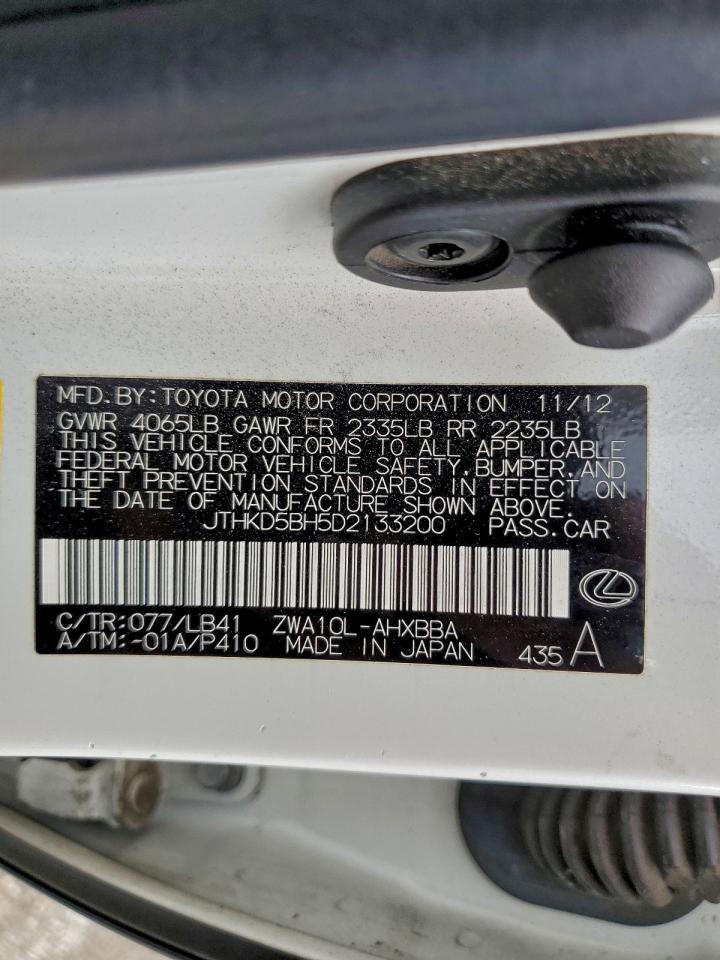 MFD.BY:TOYOTA MOTOR CORPORATION 11/12
GVWR 4065LB GAWR FR 2335LB RR 2235LB
THIS VEHICLE CONFORMS TO ALL APPLICABLE
FEDERAL MOTOR VEHICLE SAFETY,BUMPER,AND
THEFT PREVENTION STANDARDS IN EFFECT ON
THE DATE OF MANUFACTURE SHOWN ABOVE.
JTHKD5BH5D2133200 PASS.CAR
C/TR:077/LB41 ZWA10L-AHXBBA
A/TM:-01A/P410 MADE IN JAPAN 435 A